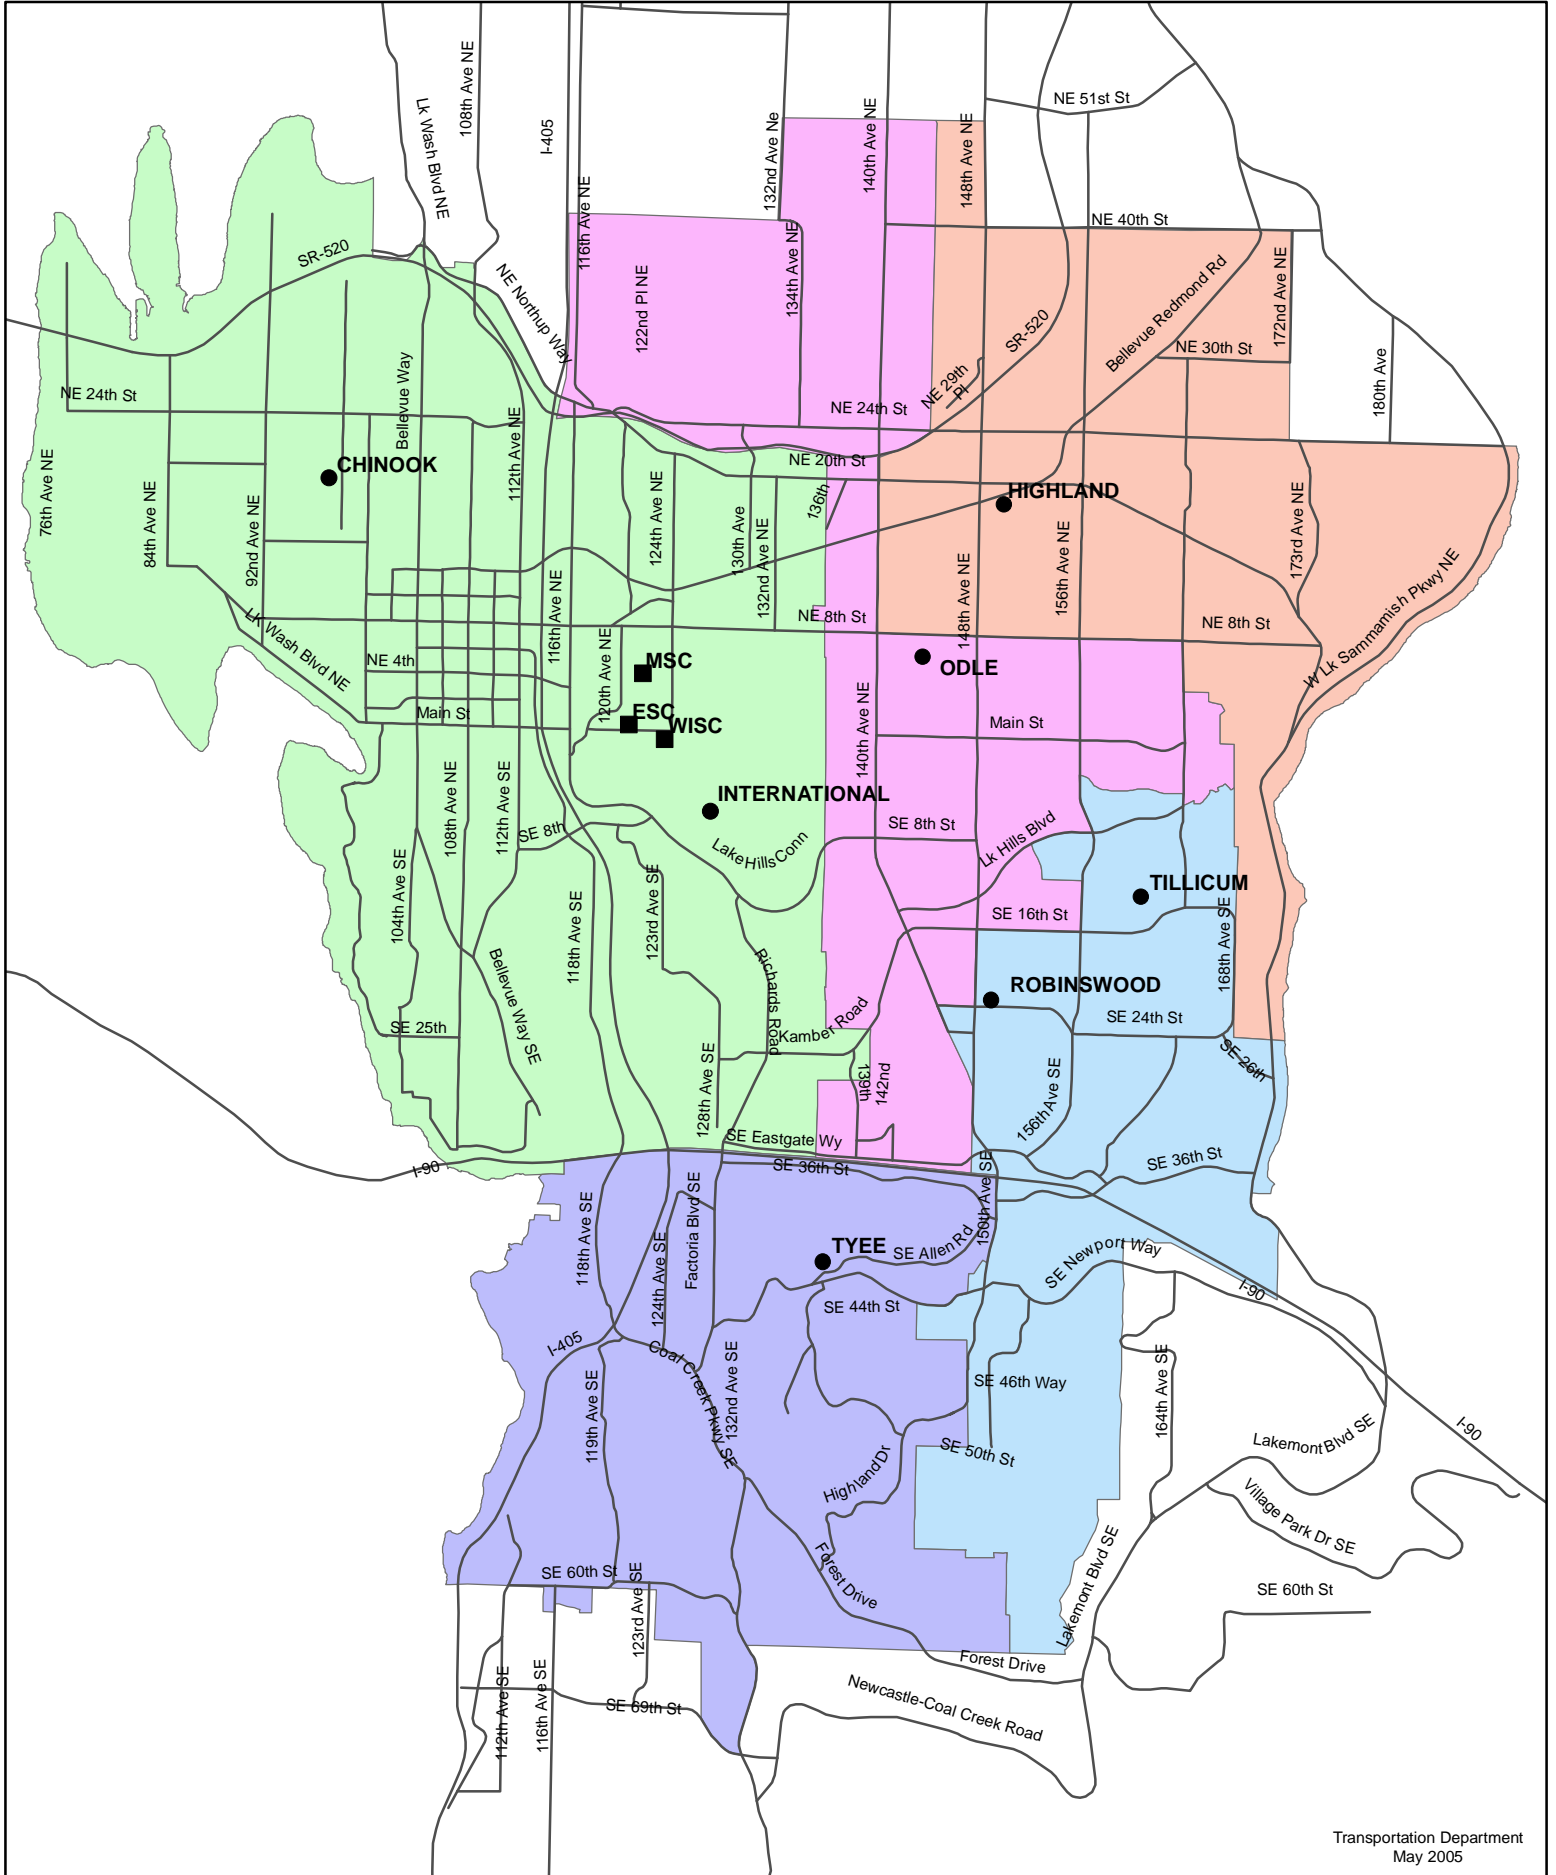 108th Ave NE
Lk Wash Blvd NE
I-405
132nd Ave Ne
140th Ave NE
148th Ave NE
NE 51st St
116th Ave NE
NE 40th St
134th Ave NE
172nd Ave NE
SR-520
NE Northup Way
122nd Pl NE
SR-520
Bellevue Redmond Rd
NE 30th St
180th Ave
NE 29th
Pl
NE 24th St
Bellevue Way
NE 24th St
112th Ave NE
CHINOOK
NE 20th St
76th Ave NE
84th Ave NE
92nd Ave NE
124th Ave NE
130th Ave
132nd Ave NE
136th
HIGHLAND
156th Ave NE
148th Ave NE
173rd Ave NE
W Lk Sammamish Pkwy NE
116th Ave NE
NE 8th St
NE 8th St
LK Wash Blvd NE
NE 4th
120th Ave NE
MSC
ODLE
Main St
ESC
WISC
140th Ave NE
Main St
108th Ave NE
112th Ave SE
INTERNATIONAL
SE 8th
SE 8th St
Lk Hills Blvd
Lake Hills Conn
104th Ave SE
123rd Ave SE
TILLICUM
118th Ave SE
SE 16th St
168th Ave SE
Bellevue Way SE
Richards Road
ROBINSWOOD
SE 25th
Kamber Road
SE 24th St
SE 26th
128th Ave SE
139th
142nd
156th Ave SE
SE Eastgate Wy
I-90
SE 36th St
SE 36th St
150th Ave SE
118th Ave SE
124th Ave SE
Factoria Blvd SE
TYEE
SE Allen Rd
SE Newport Way
I-90
SE 44th St
I-405
Coal Creek Pkwy SE
132nd Ave SE
119th Ave SE
SE 46th Way
164th Ave SE
SE 50th St
Highland Dr
Lakemont Blvd SE
I-90
Village Park Dr SE
Forest Drive
SE 60th St
123rd Ave SE
Lakemont Blvd SE
SE 60th St
Forest Drive
112th Ave SE
116th Ave SE
SE 69th St
Newcastle-Coal Creek Road
Transportation Department
May 2005